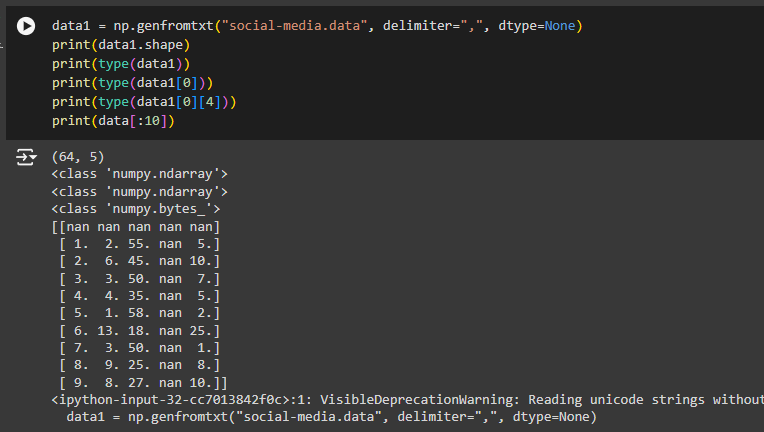 data1 = np.genfromtxt("social-media.data", delimiter=",", dtype=None)
print(data1.shape)
print(type(data1))
print(type(data1[0]))
print(type(data1[0][4]))
print(data[:10])
(64, 5)
<class 'numpy.ndarray'>
<class 'numpy.ndarray'>
<class 'numpy.bytes_'>
[[nan nan nan nan nan]
 [ 1.  2. 55. nan  5.]
 [ 2.  6. 45. nan 10.]
 [ 3.  3. 50. nan  7.]
 [ 4.  4. 35. nan  5.]
 [ 5.  1. 58. nan  2.]
 [ 6. 13. 18. nan 25.]
 [ 7.  3. 50. nan  1.]
 [ 8.  9. 25. nan  8.]
 [ 9.  8. 27. nan 10.]]
<ipython-input-32-cc7013842f0c>:1: VisibleDeprecationWarning: Reading unicode strings without
  data1 = np.genfromtxt("social-media.data", delimiter=",", dtype=None)